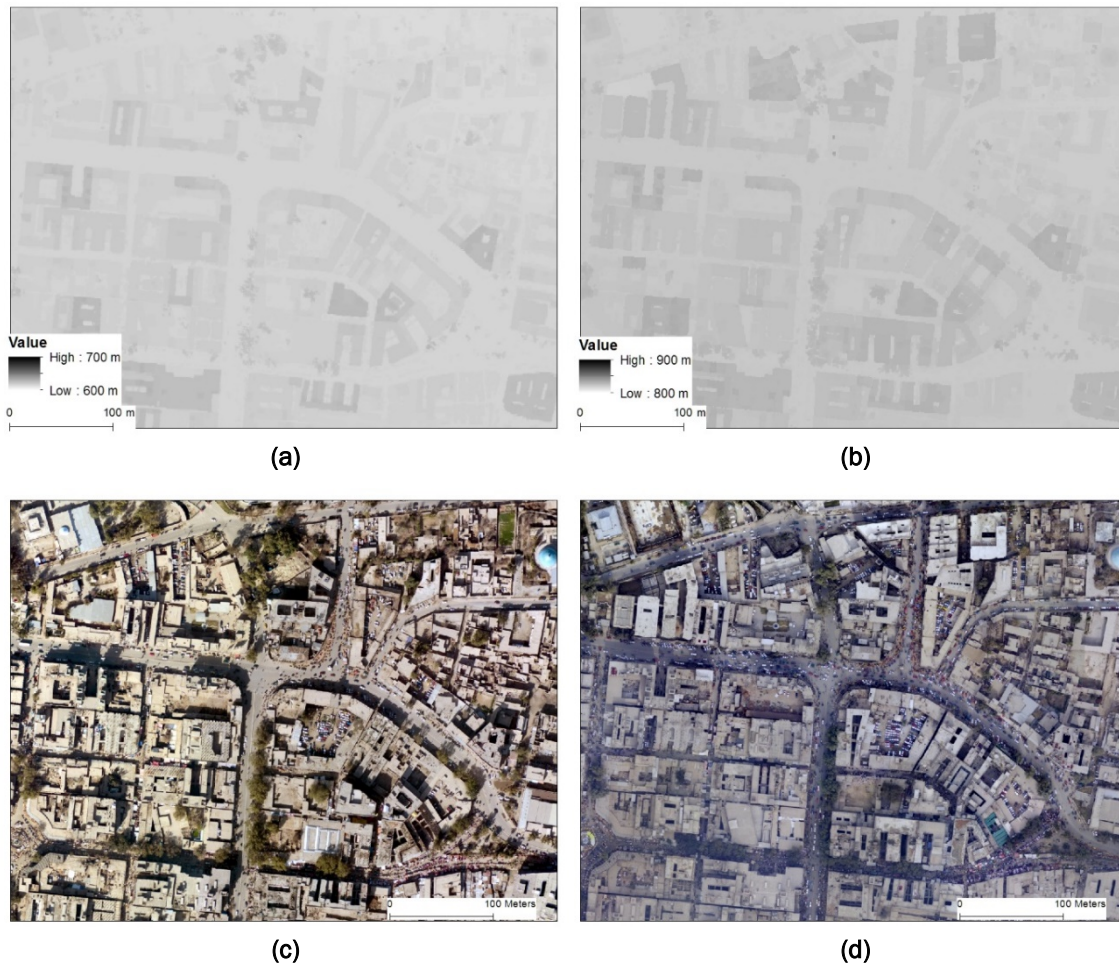 Value
High : 700 m
Low : 600 m
0 100 m
(a)
Value
High : 900 m
Low : 800 m
0 100 m
(b)
0 100 Meters
(c)
0 100 Meters
(d)